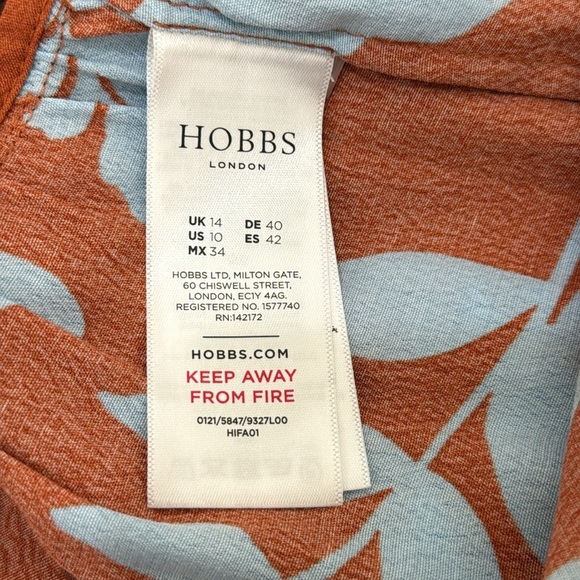 HOBBS
LONDON
UK 14 DE 40
US 10 ES 42
MX 34
HOBBS LTD, MILTON GATE,
60 CHISWELL STREET,
LONDON, EC1Y 4AG.
REGISTERED NO. 1577740
RN:142172
HOBBS.COM
KEEP AWAY
FROM FIRE
0121/5847/9327L00
HIFA01